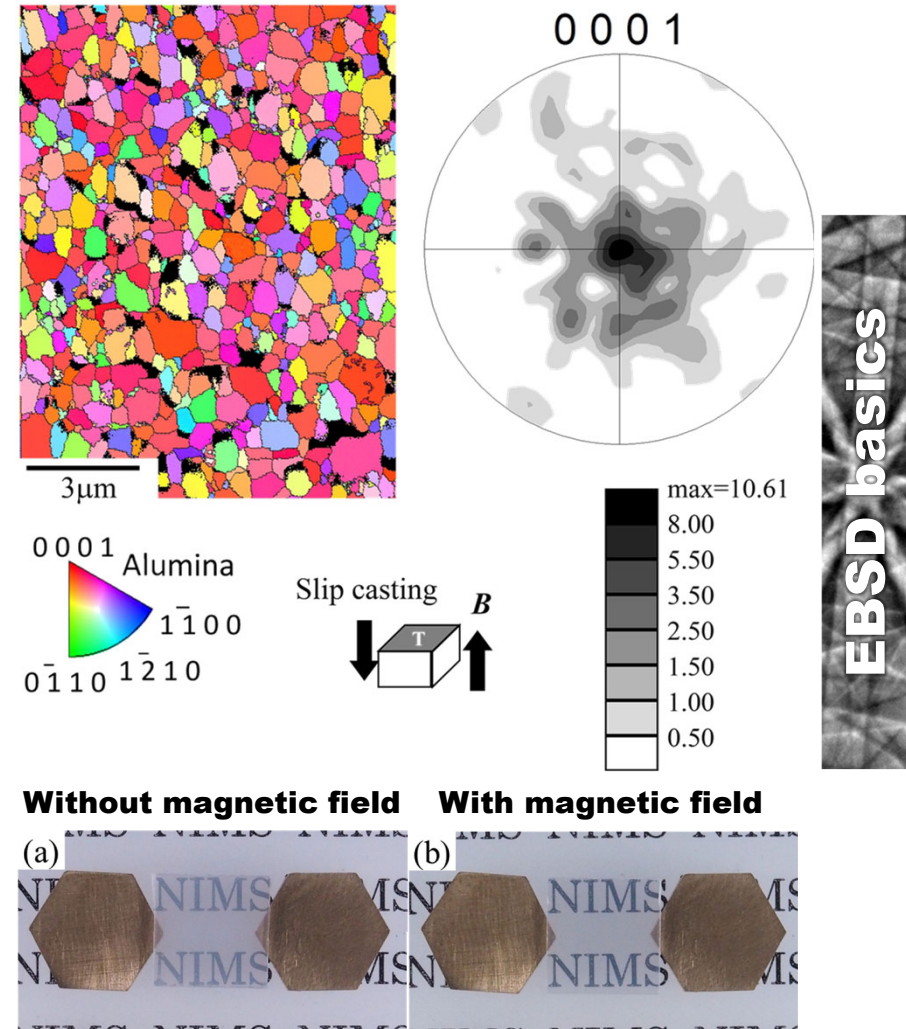 0 0 0 1
3μm
0 0 0 1
Alumina
1 1̄ 0 0
1 2̄ 1 0
0 1̄ 1 0
Slip casting
B
T
max=10.61
8.00
5.50
3.50
2.50
1.50
1.00
0.50
EBSD basics
Without magnetic field
With magnetic field
(a)
NIMS
NIMS
(b)
NIMS
NIMS